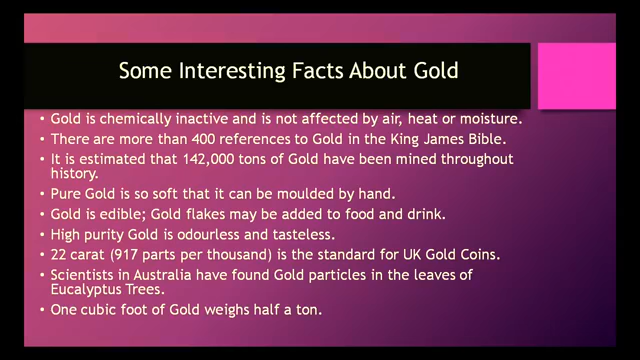 Some Interesting Facts About Gold
• Gold is chemically inactive and is not affected by air, heat or moisture.
• There are more than 400 references to Gold in the King James Bible.
• It is estimated that 142,000 tons of Gold have been mined throughout
history.
• Pure Gold is so soft that it can be moulded by hand.
• Gold is edible; Gold flakes may be added to food and drink.
• High purity Gold is odourless and tasteless.
• 22 carat (917 parts per thousand) is the standard for UK Gold Coins.
• Scientists in Australia have found Gold particles in the leaves of
Eucalyptus Trees.
• One cubic foot of Gold weighs half a ton.